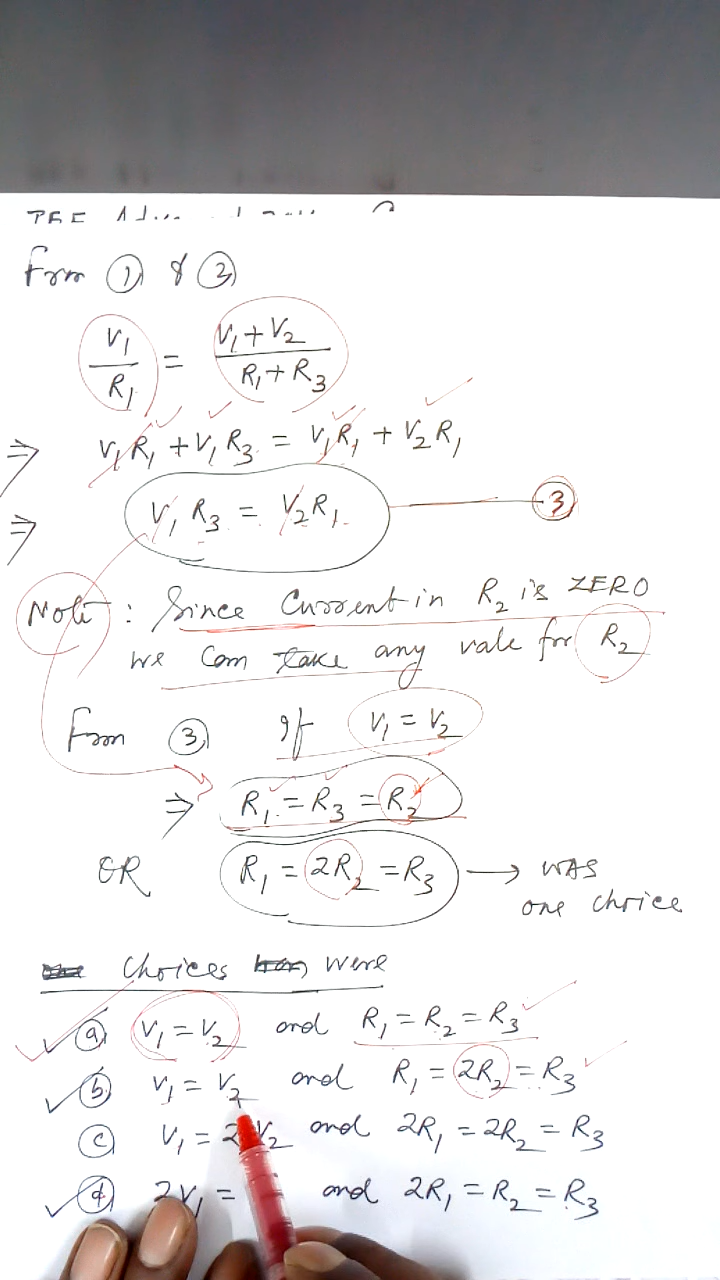 From ① & ②
V₁/R₁ = (V₁+V₂)/(R₁+R₃)
⇒ V₁R₁ + V₁R₃ = V₁R₁ + V₂R₁
⇒ V₁R₃ = V₂R₁ ③
Note: Since Current in R₂ is ZERO
we can take any vale for R₂
From ③ If V₁ = V₂
⇒ R₁ = R₃ = R₂
OR R₁ = 2R₂ = R₃ → WAS
one choice
Choices were
✓ ⓐ V₁ = V₂ and R₁ = R₂ = R₃
✓ ⓑ V₁ = V₂ and R₁ = 2R₂ = R₃
ⓒ V₁ = 2V₂ and 2R₁ = 2R₂ = R₃
✓ ⓓ 2V₁ = and 2R₁ = R₂ = R₃